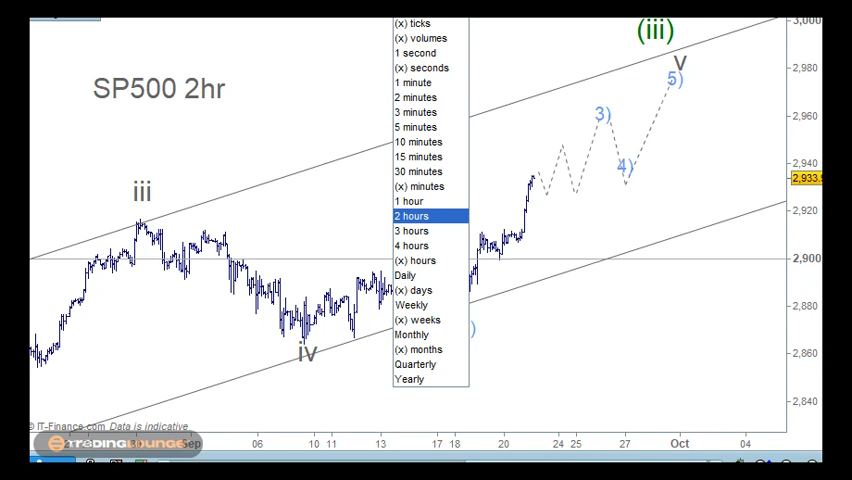 (x) ticks
(x) volumes
1 second
(x) seconds
1 minute
2 minutes
3 minutes
5 minutes
10 minutes
15 minutes
30 minutes
(x) minutes
1 hour
2 hours
3 hours
4 hours
(x) hours
Daily
(x) days
Weekly
(x) weeks
Monthly
(x) months
Quarterly
Yearly
SP500 2hr
iii
iv
(iii)
v
5)
3)
4)
)
3,000
2,980
2,960
2,940
2,933.
2,920
2,900
2,880
2,860
2,840
© IT-Finance.com Data is indicative
TRADINGLOUNGE
Sep 06 10 11 13 17 18 20 24 25 27 Oct 04